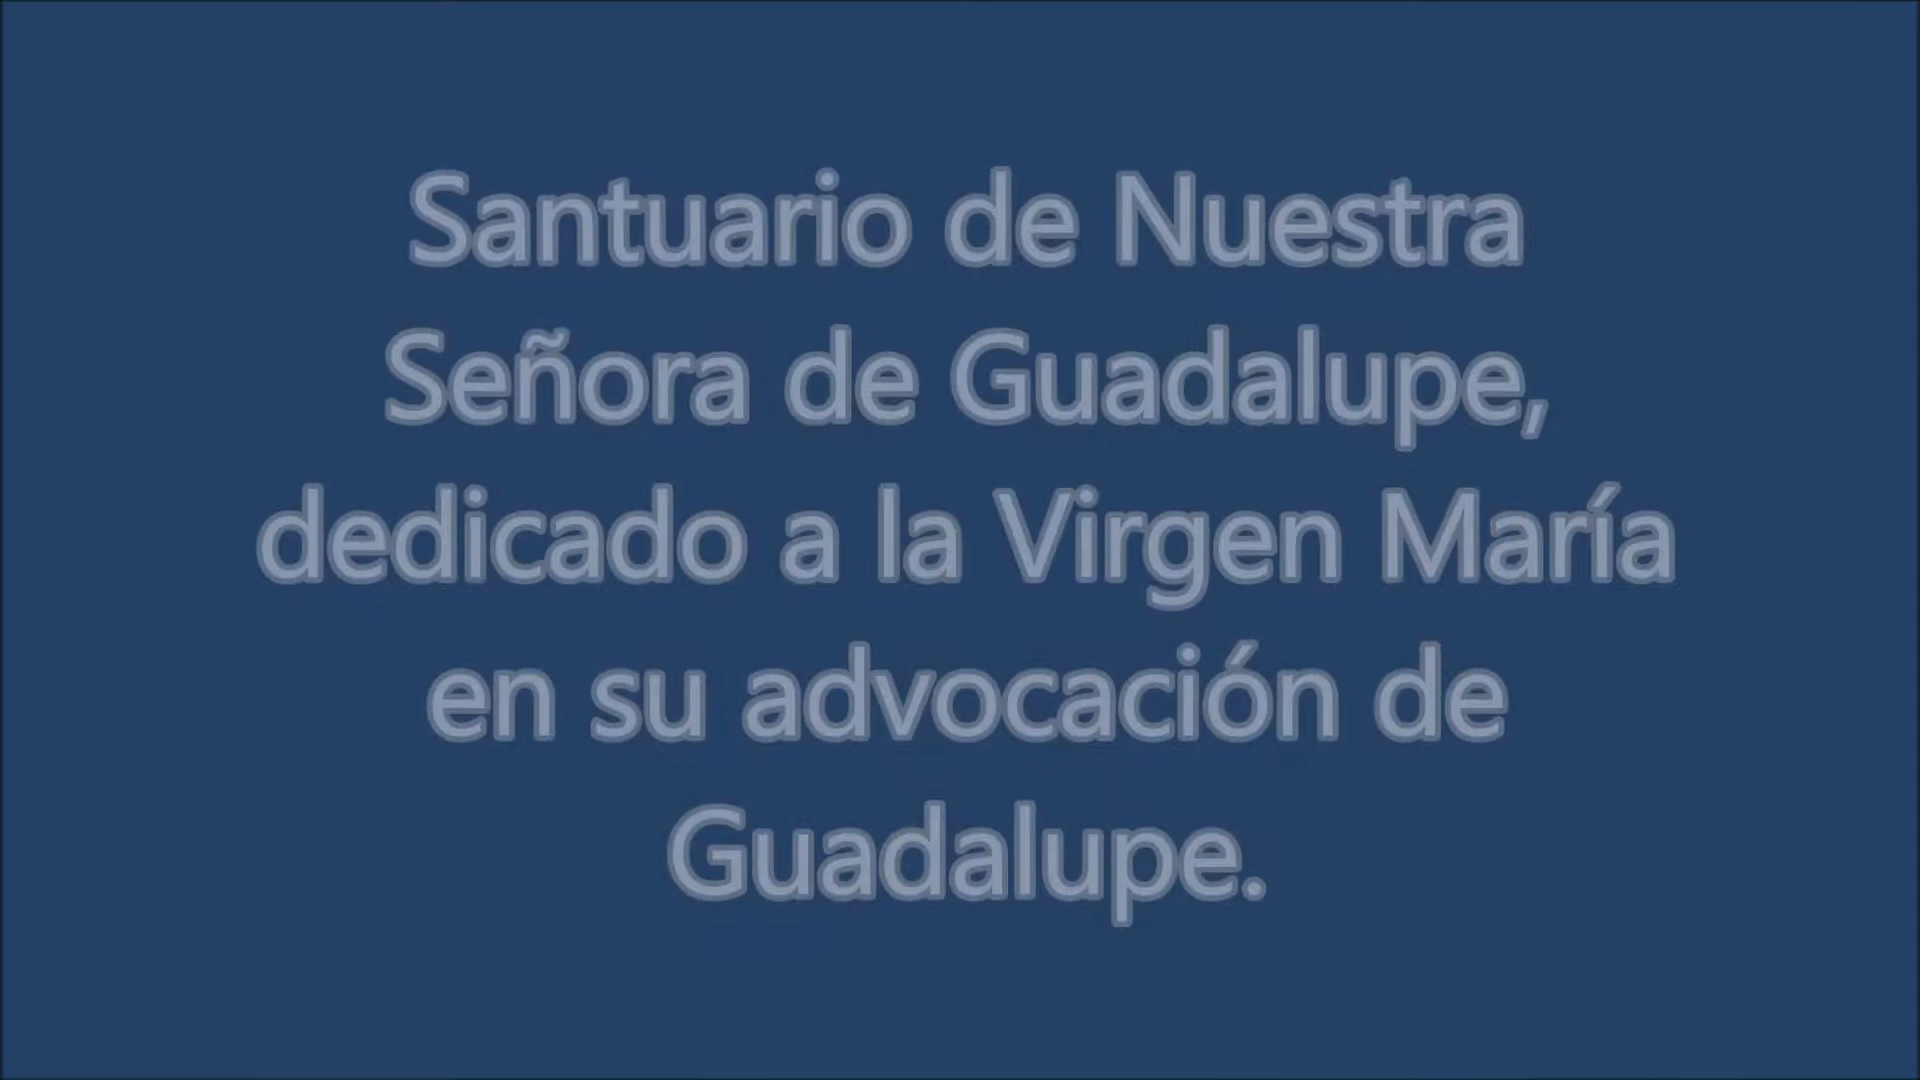 Santuario de Nuestra
Señora de Guadalupe,
dedicado a la Virgen María
en su advocación de
Guadalupe.